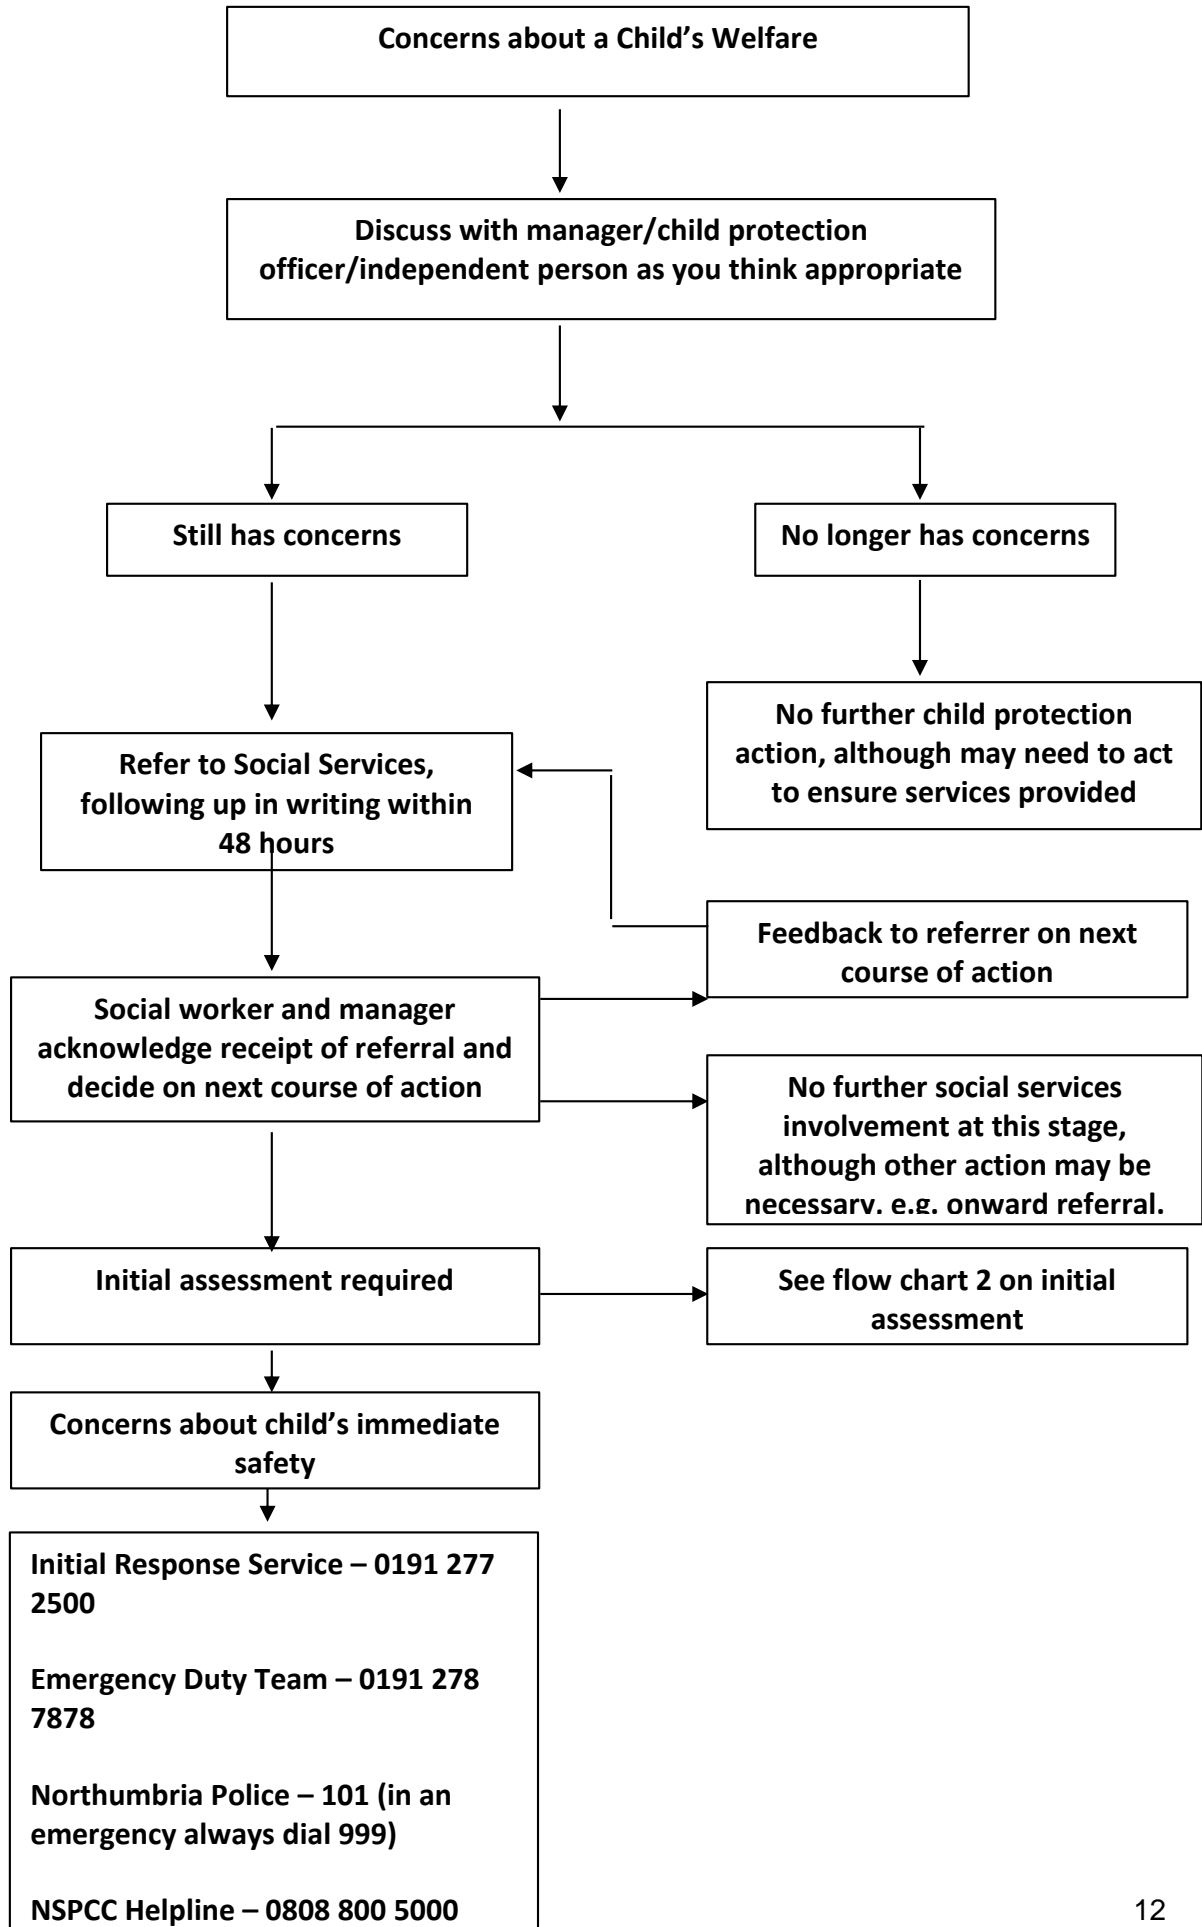 Concerns about a Child’s Welfare
Discuss with manager/child protection
officer/independent person as you think appropriate
Still has concerns
No longer has concerns
No further child protection
action, although may need to act
to ensure services provided
Refer to Social Services,
following up in writing within
48 hours
Feedback to referrer on next
course of action
Social worker and manager
acknowledge receipt of referral and
decide on next course of action
No further social services
involvement at this stage,
although other action may be
necessary, e.g. onward referral.
Initial assessment required
See flow chart 2 on initial
assessment
Concerns about child’s immediate
safety
Initial Response Service – 0191 277
2500
Emergency Duty Team – 0191 278
7878
Northumbria Police – 101 (in an
emergency always dial 999)
NSPCC Helpline – 0808 800 5000
12